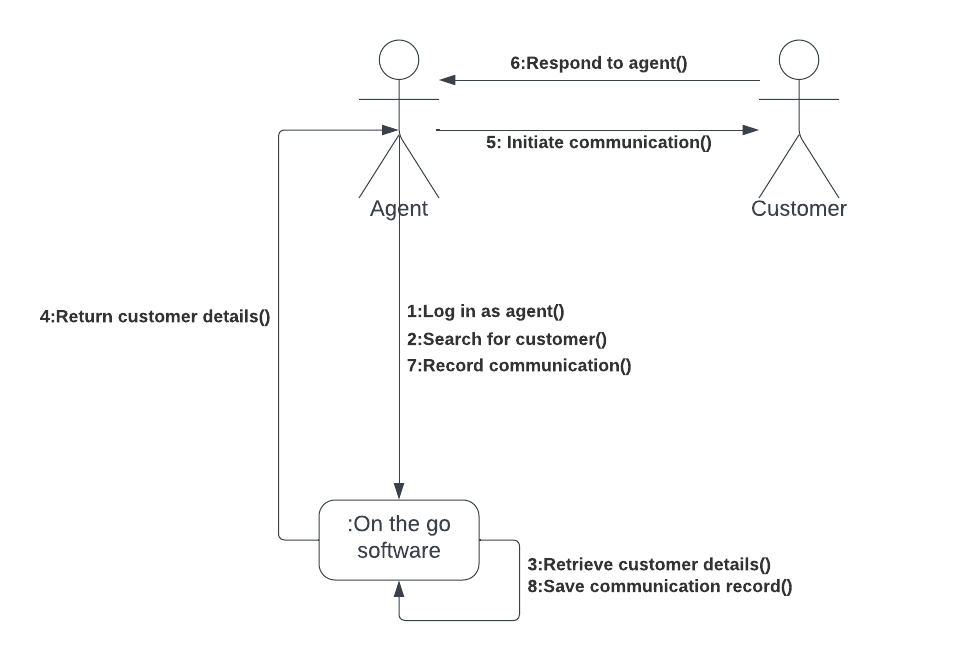 6:Respond to agent()
5: Initiate communication()
Agent
Customer
4:Return customer details()
1:Log in as agent()
2:Search for customer()
7:Record communication()
:On the go
software
3:Retrieve customer details()
8:Save communication record()